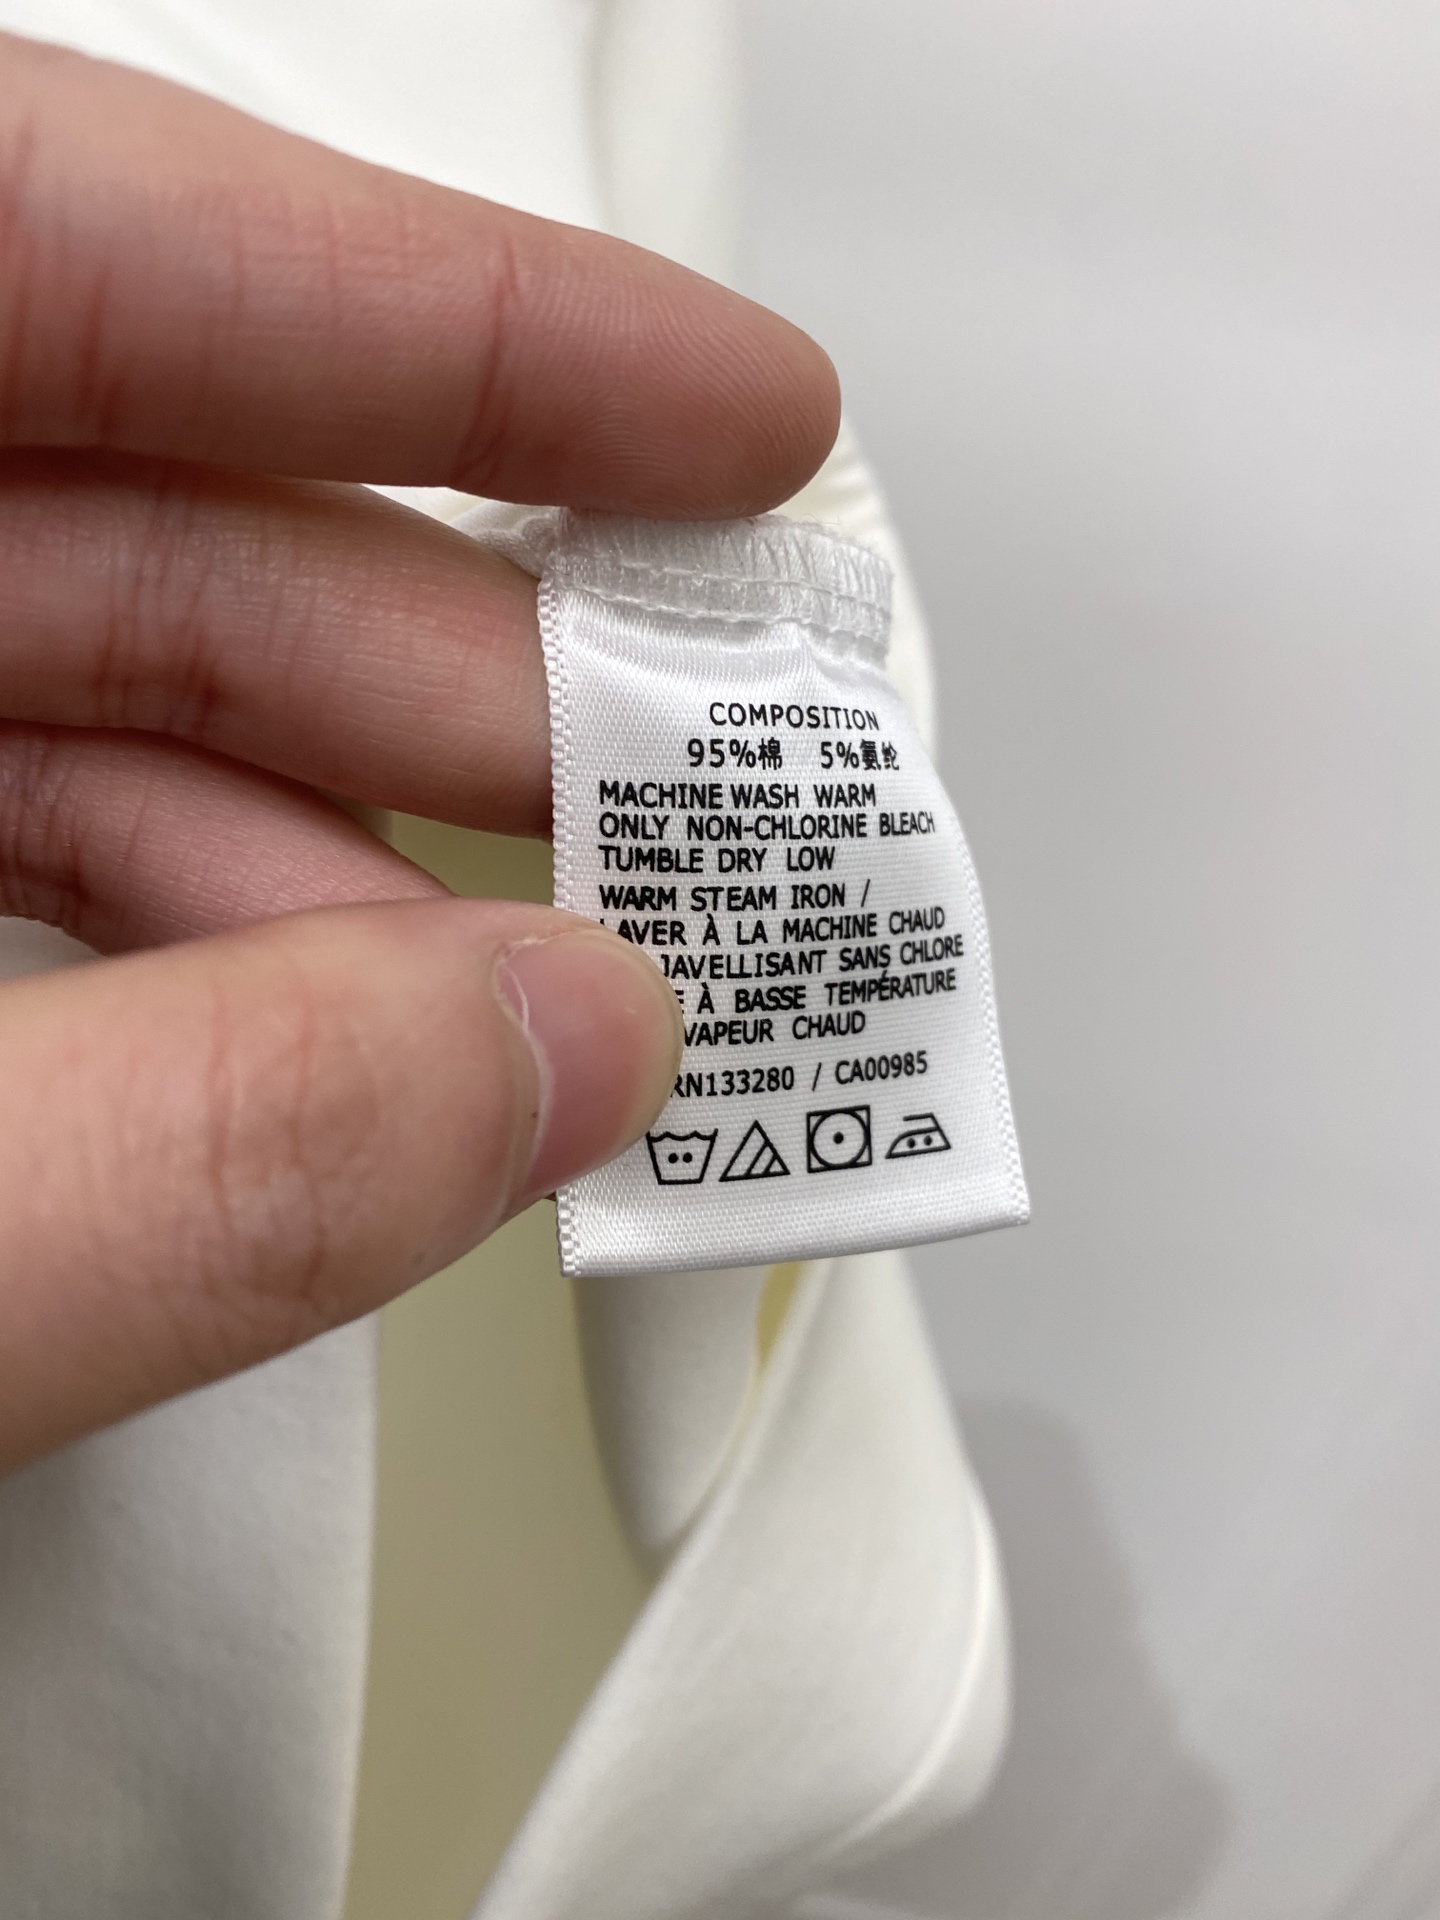 COMPOSITION
95%棉 5%氨纶
MACHINE WASH WARM
ONLY NON-CHLORINE BLEACH
TUMBLE DRY LOW
WARM STEAM IRON /
LAVER À LA MACHINE CHAUD
JAVELLISANT SANS CHLORE
À BASSE TEMPÉRATURE
VAPEUR CHAUD
RN133280 / CA00985